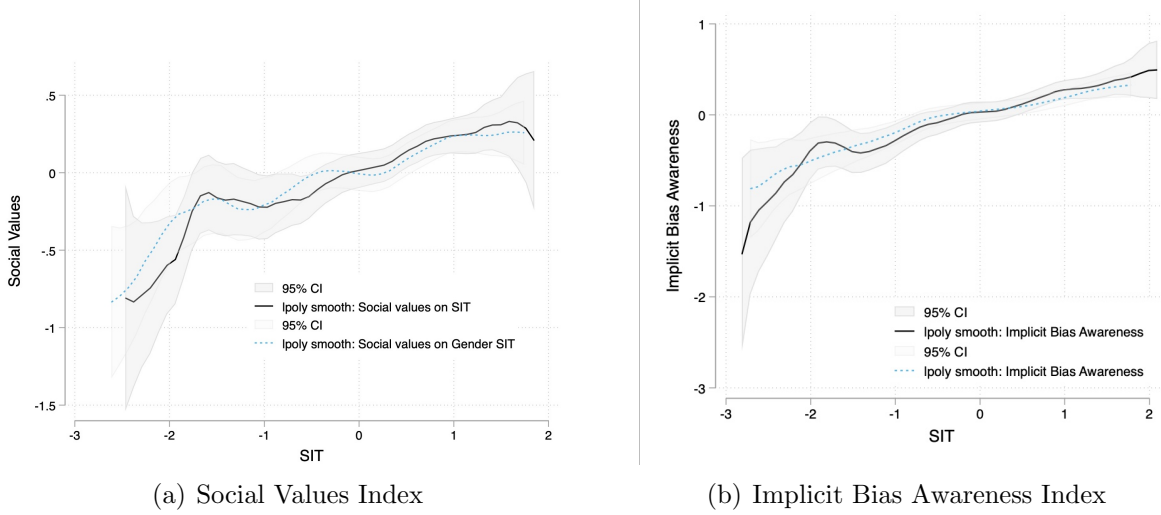 .5
0
-.5
-1
-1.5
Social Values
-3 -2 -1 0 1 2
SIT
95% CI
lpoly smooth: Social values on SIT
95% CI
lpoly smooth: Social values on Gender SIT
(a) Social Values Index
1
0
-1
-2
-3
Implicit Bias Awareness
-3 -2 -1 0 1 2
SIT
95% CI
lpoly smooth: Implicit Bias Awareness
95% CI
lpoly smooth: Implicit Bias Awareness
(b) Implicit Bias Awareness Index